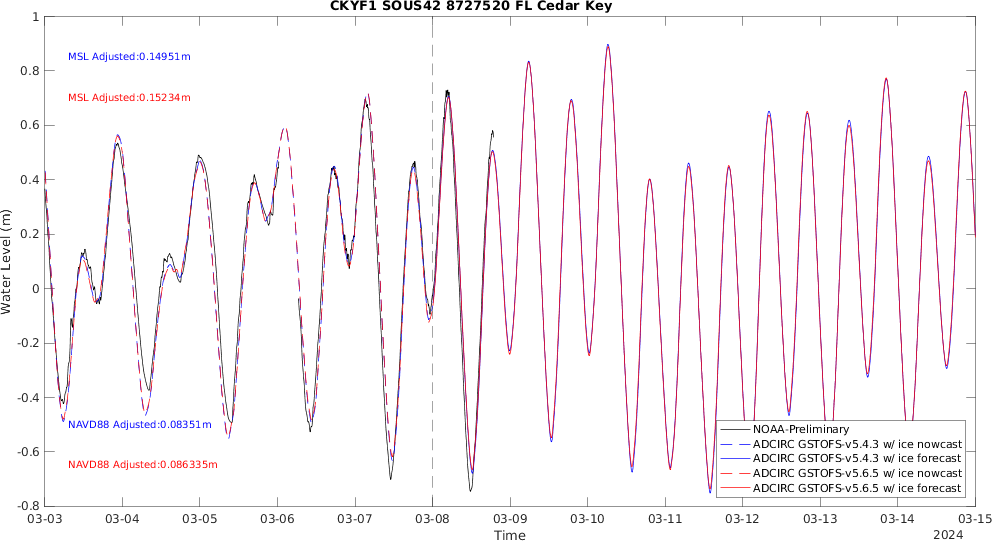 CKYF1 SOUS42 8727520 FL Cedar Key
Water Level (m)
1
0.8
0.6
0.4
0.2
0
-0.2
-0.4
-0.6
-0.8
MSL Adjusted:0.14951m
MSL Adjusted:0.15234m
NAVD88 Adjusted:0.08351m
NAVD88 Adjusted:0.086335m
NOAA-Preliminary
ADCIRC GSTOFS-v5.4.3 w/ ice nowcast
ADCIRC GSTOFS-v5.4.3 w/ ice forecast
ADCIRC GSTOFS-v5.6.5 w/ ice nowcast
ADCIRC GSTOFS-v5.6.5 w/ ice forecast
03-03 03-04 03-05 03-06 03-07 03-08 03-09 03-10 03-11 03-12 03-13 03-14 03-15
Time
2024